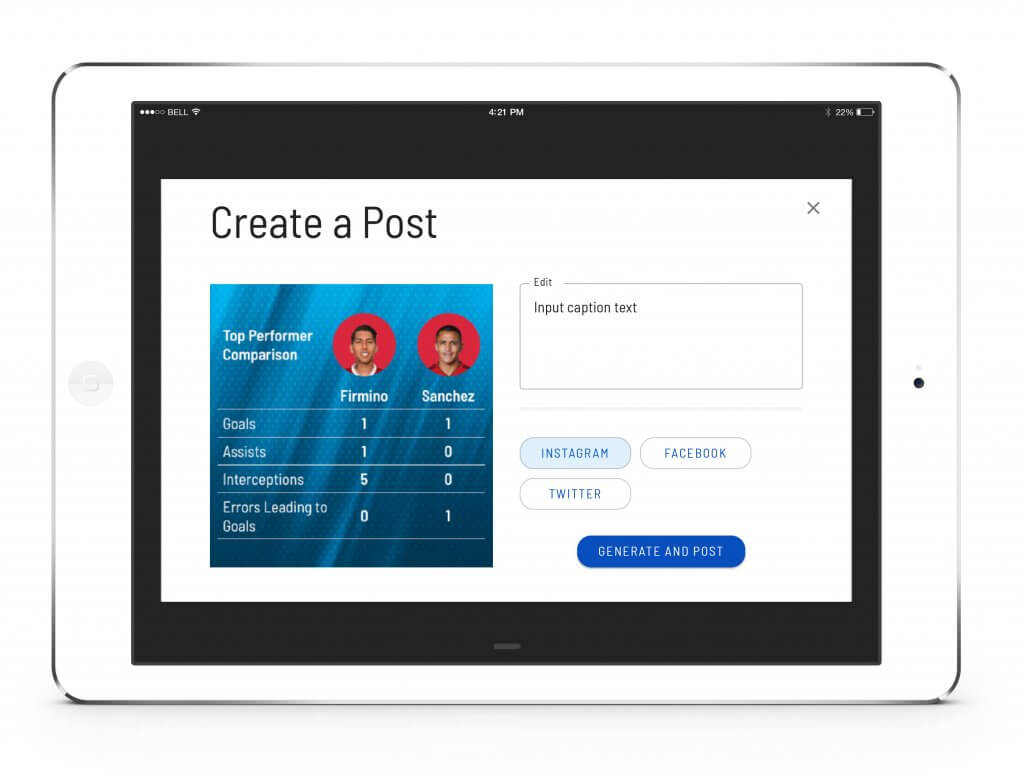 BELL 4:21 PM 22%
Create a Post
Top Performer
Comparison
Firmino Sanchez
Goals 1 1
Assists 1 0
Interceptions 5 0
Errors Leading to
Goals 0 1
Edit
Input caption text
INSTAGRAM FACEBOOK
TWITTER
GENERATE AND POST